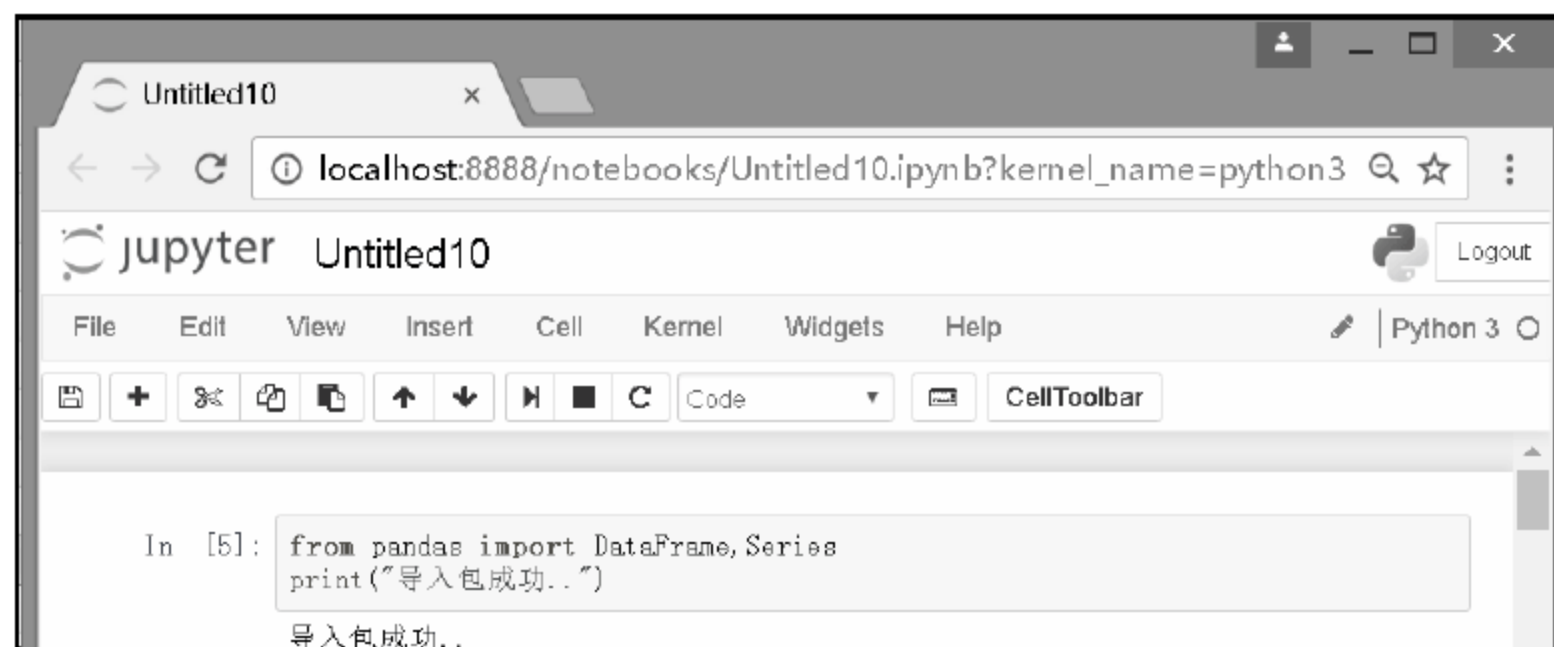 Untitled10
localhost:8888/notebooks/Untitled10.ipynb?kernel_name=python3
jupyter Untitled10 Logout
File Edit View Insert Cell Kernel Widgets Help Python 3
Code CellToolbar
In [5]: from pandas import DataFrame,Series
print("导入包成功..")
导入包成功..